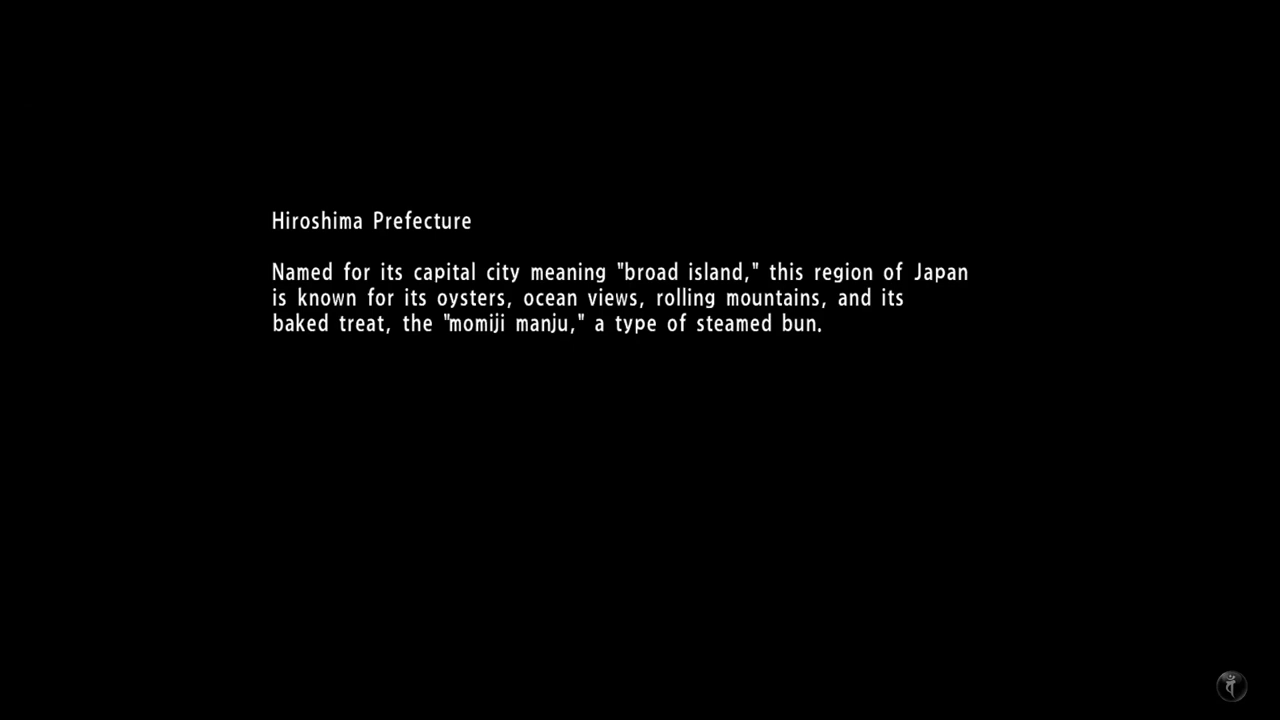 Hiroshima Prefecture
Named for its capital city meaning "broad island," this region of Japan
is known for its oysters, ocean views, rolling mountains, and its
baked treat, the "momiji manju," a type of steamed bun.